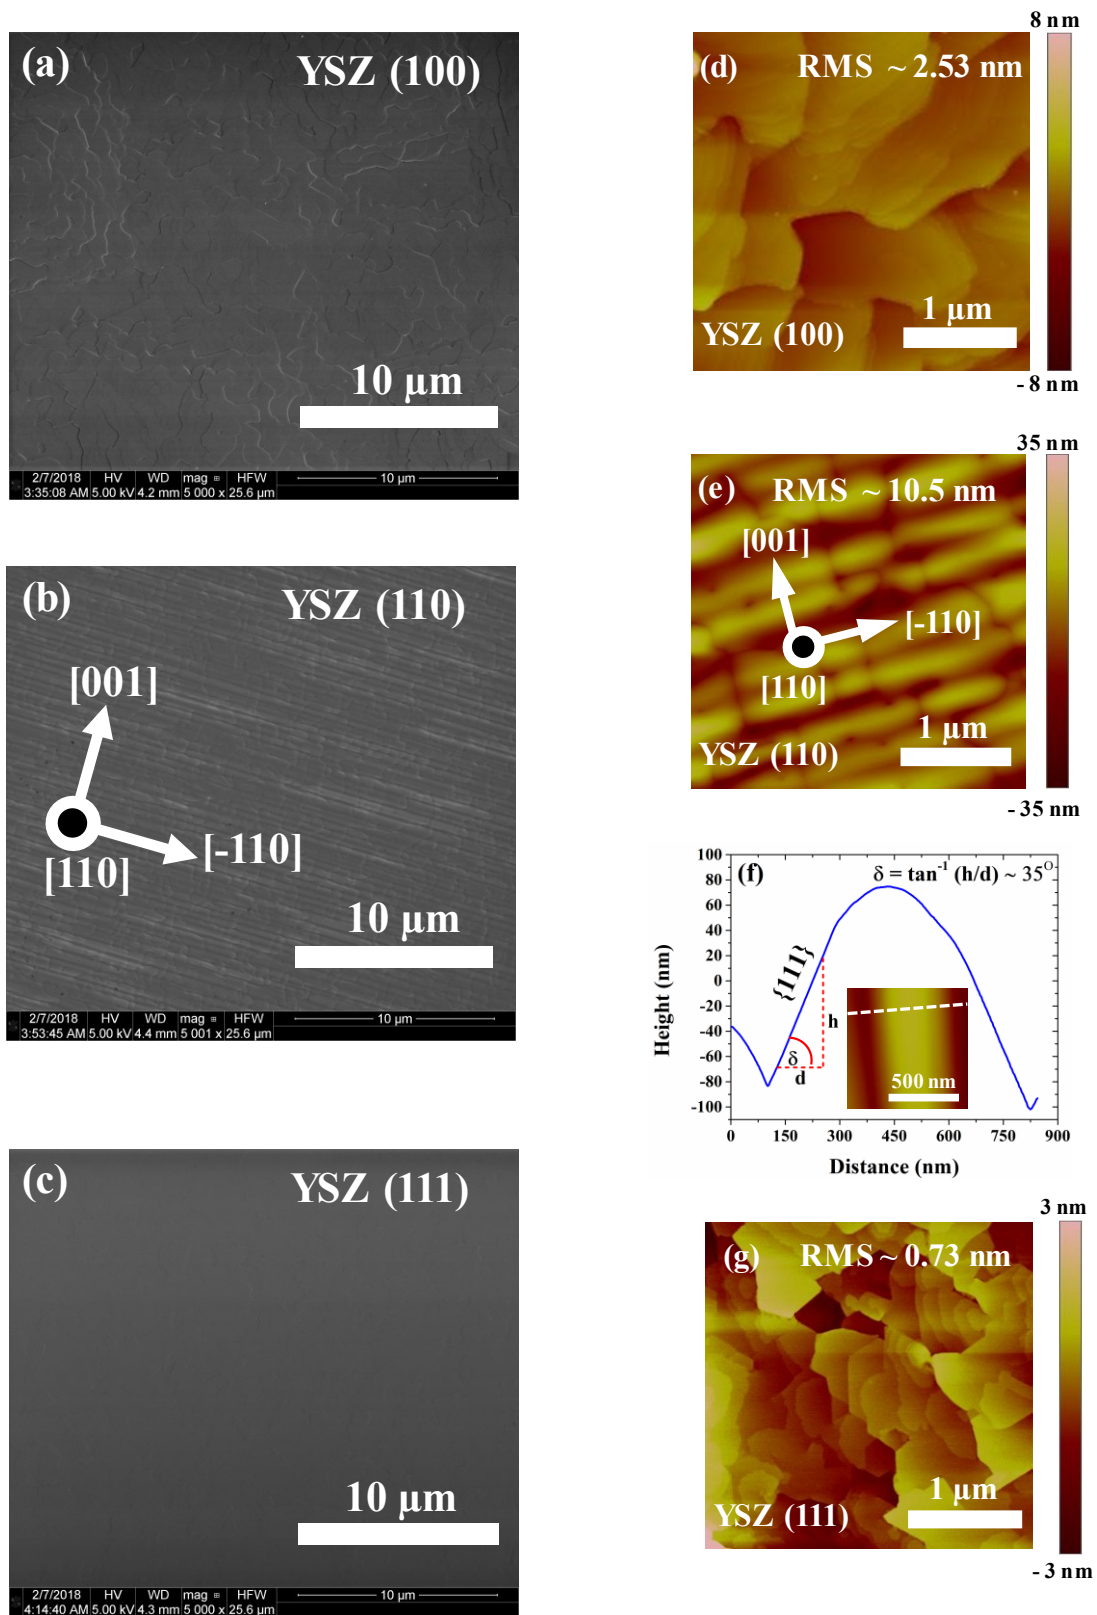 (a)
YSZ (100)
10 µm
2/7/2018 HV WD mag HFW
3:35:08 AM 5.00 kV 4.2 mm 5 000 x 25.6 µm 10 µm
(b)
YSZ (110)
[001]
[-110]
[110]
10 µm
2/7/2018 HV WD mag HFW
3:53:45 AM 5.00 kV 4.4 mm 5 001 x 25.6 µm 10 µm
(c)
YSZ (111)
10 µm
2/7/2018 HV WD mag HFW
4:14:40 AM 5.00 kV 4.3 mm 5 000 x 25.6 µm 10 µm
8 nm
(d) RMS ~ 2.53 nm
1 µm
YSZ (100)
- 8 nm
35 nm
(e) RMS ~ 10.5 nm
[001]
[-110]
[110]
1 µm
YSZ (110)
- 35 nm
(f) δ = tan⁻¹ (h/d) ~ 35°
100
80
60
40
20
0
-20
-40
-60
-80
-100
Height (nm)
{111}
h
δ
d
500 nm
0 150 300 450 600 750 900
Distance (nm)
3 nm
(g) RMS ~ 0.73 nm
1 µm
YSZ (111)
- 3 nm